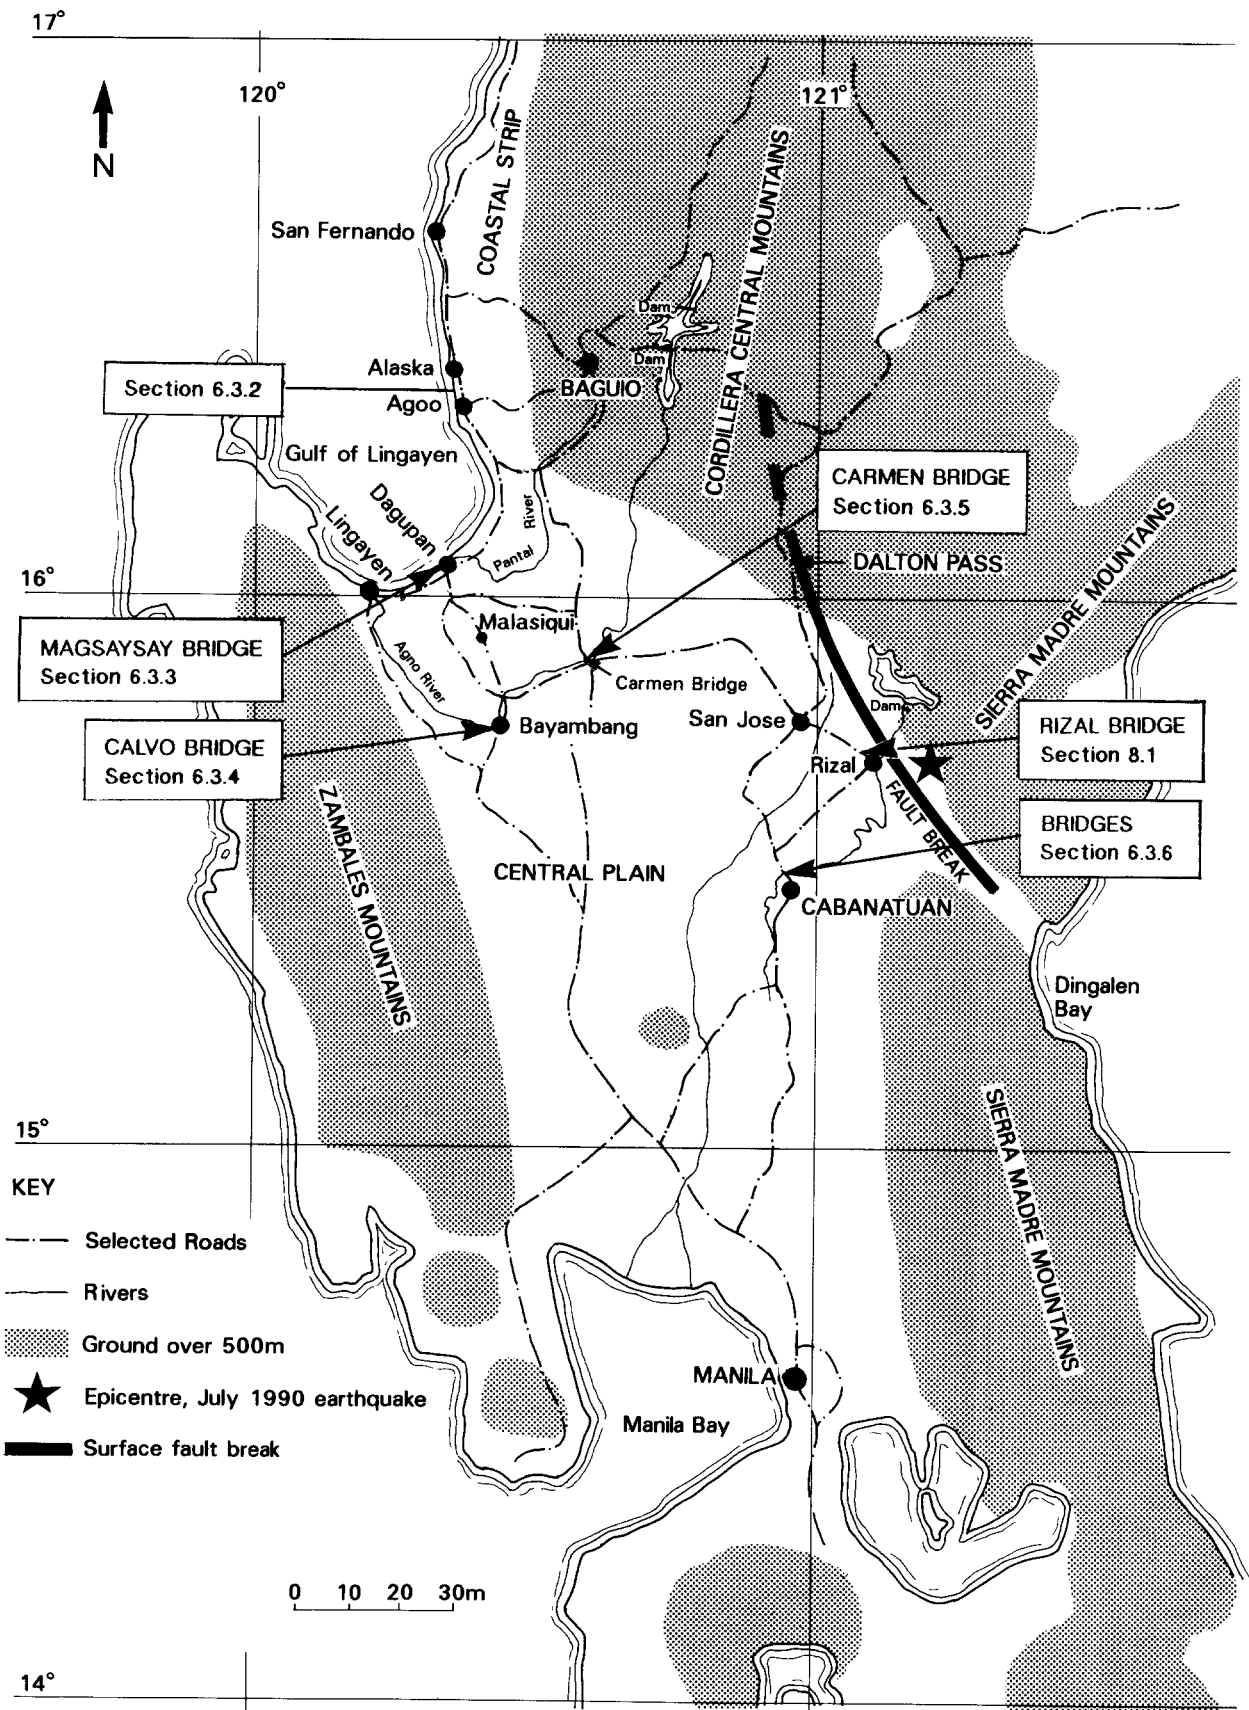 17°
120°
121°
N
COASTAL STRIP
San Fernando
CORDILLERA CENTRAL MOUNTAINS
Dam
Dam
Alaska
BAGUIO
Section 6.3.2
Agoo
Gulf of Lingayen
CARMEN BRIDGE
Section 6.3.5
Dagupan
Lingayen
Pantal River
SIERRA MADRE MOUNTAINS
DALTON PASS
16°
Malasiqui
MAGSAYSAY BRIDGE
Section 6.3.3
Agno River
Carmen Bridge
Dam
San Jose
Bayambang
RIZAL BRIDGE
Section 8.1
CALVO BRIDGE
Section 6.3.4
Rizal
FAULT BREAK
ZAMBALES MOUNTAINS
BRIDGES
Section 6.3.6
CENTRAL PLAIN
CABANATUAN
Dingalen
Bay
15°
SIERRA MADRE MOUNTAINS
KEY
Selected Roads
Rivers
Ground over 500m
Epicentre, July 1990 earthquake
Surface fault break
MANILA
Manila Bay
0 10 20 30m
14°